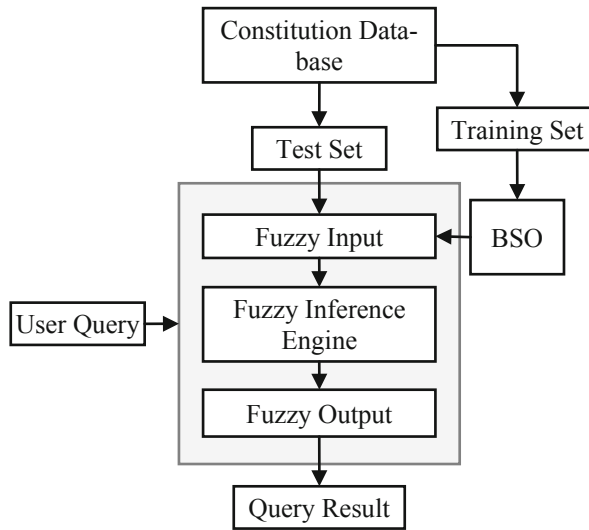 Constitution Data-
base
Training Set
Test Set
Fuzzy Input
BSO
User Query
Fuzzy Inference
Engine
Fuzzy Output
Query Result